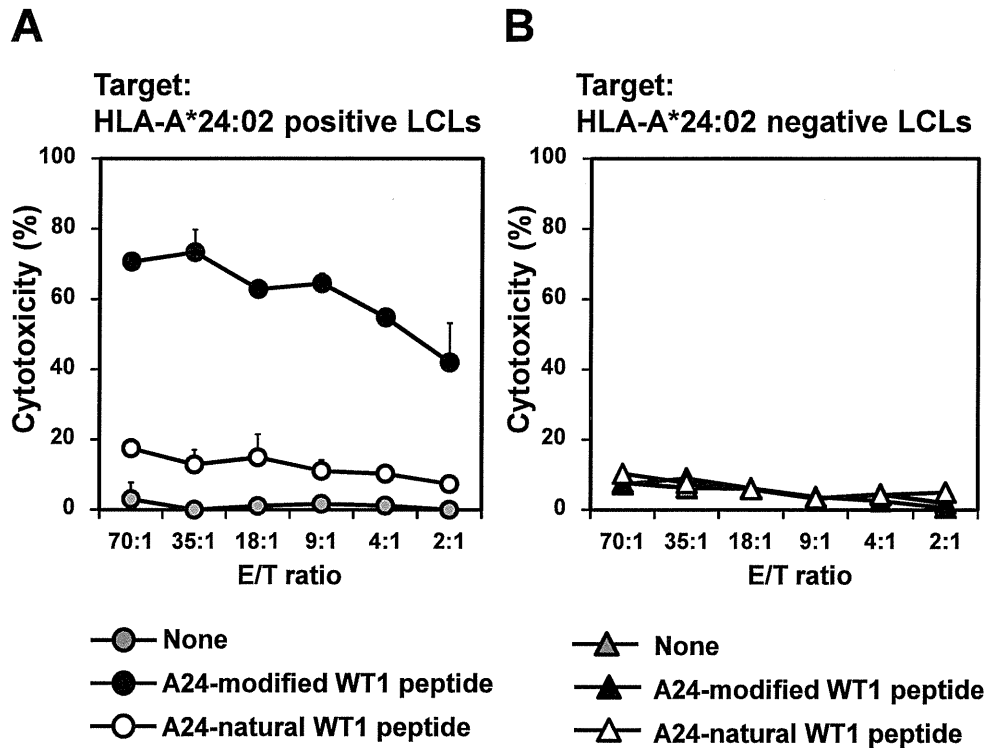 A
Target:
HLA-A*24:02 positive LCLs
Cytotoxicity (%)
100
80
60
40
20
0
70:1 35:1 18:1 9:1 4:1 2:1
E/T ratio
None
A24-modified WT1 peptide
A24-natural WT1 peptide
B
Target:
HLA-A*24:02 negative LCLs
Cytotoxicity (%)
100
80
60
40
20
0
70:1 35:1 18:1 9:1 4:1 2:1
E/T ratio
None
A24-modified WT1 peptide
A24-natural WT1 peptide